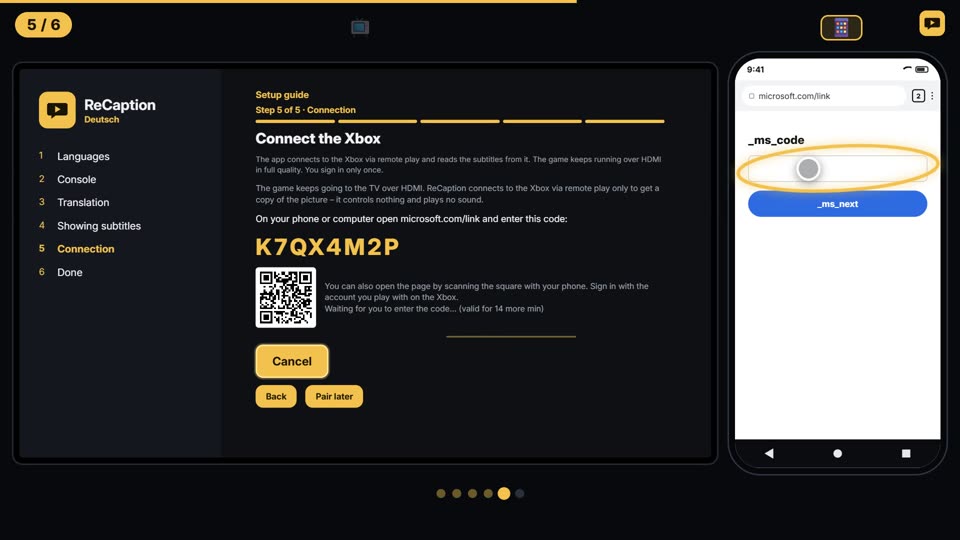 5 / 6
ReCaption
Deutsch
1 Languages
2 Console
3 Translation
4 Showing subtitles
5 Connection
6 Done
Setup guide
Step 5 of 5 · Connection
Connect the Xbox
The app connects to the Xbox via remote play and reads the subtitles from it. The game keeps running over HDMI
in full quality. You sign in only once.
The game keeps going to the TV over HDMI. ReCaption connects to the Xbox via remote play only to get a
copy of the picture – it controls nothing and plays no sound.
On your phone or computer open microsoft.com/link and enter this code:
K7QX4M2P
You can also open the page by scanning the square with your phone. Sign in with the
account you play with on the Xbox.
Waiting for you to enter the code... (valid for 14 more min)
Cancel
Back
Pair later
9:41
microsoft.com/link
2
_ms_code
_ms_next